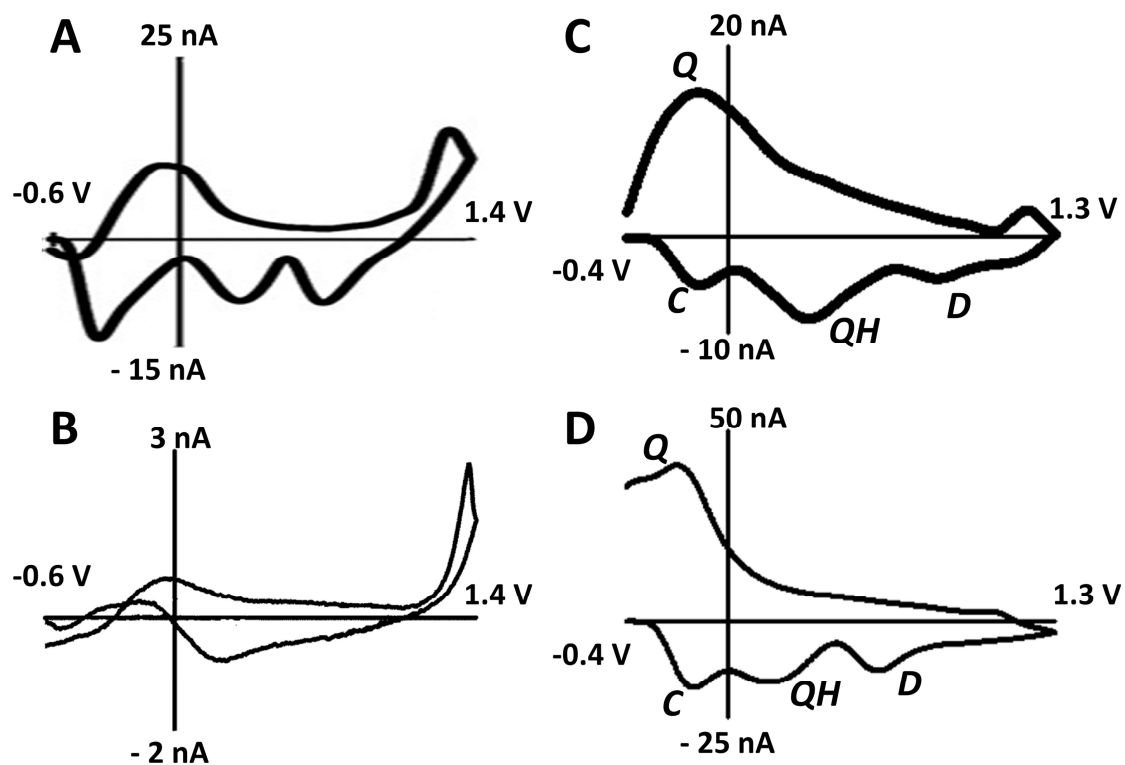 A
25 nA
-0.6 V
1.4 V
- 15 nA
B
3 nA
-0.6 V
1.4 V
- 2 nA
C
20 nA
Q
1.3 V
-0.4 V
C
QH
D
- 10 nA
D
50 nA
Q
1.3 V
-0.4 V
C
QH
D
- 25 nA